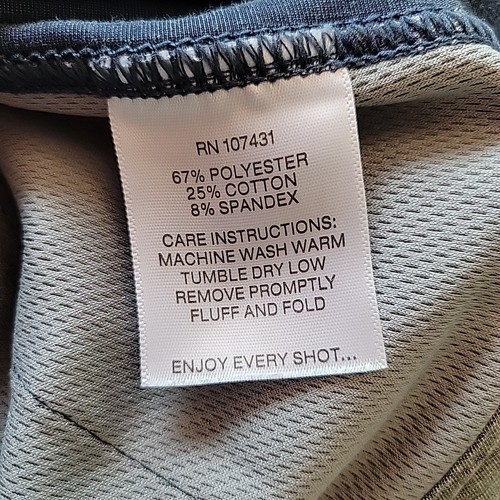 RN 107431
67% POLYESTER
25% COTTON
8% SPANDEX
CARE INSTRUCTIONS:
MACHINE WASH WARM
TUMBLE DRY LOW
REMOVE PROMPTLY
FLUFF AND FOLD
ENJOY EVERY SHOT...